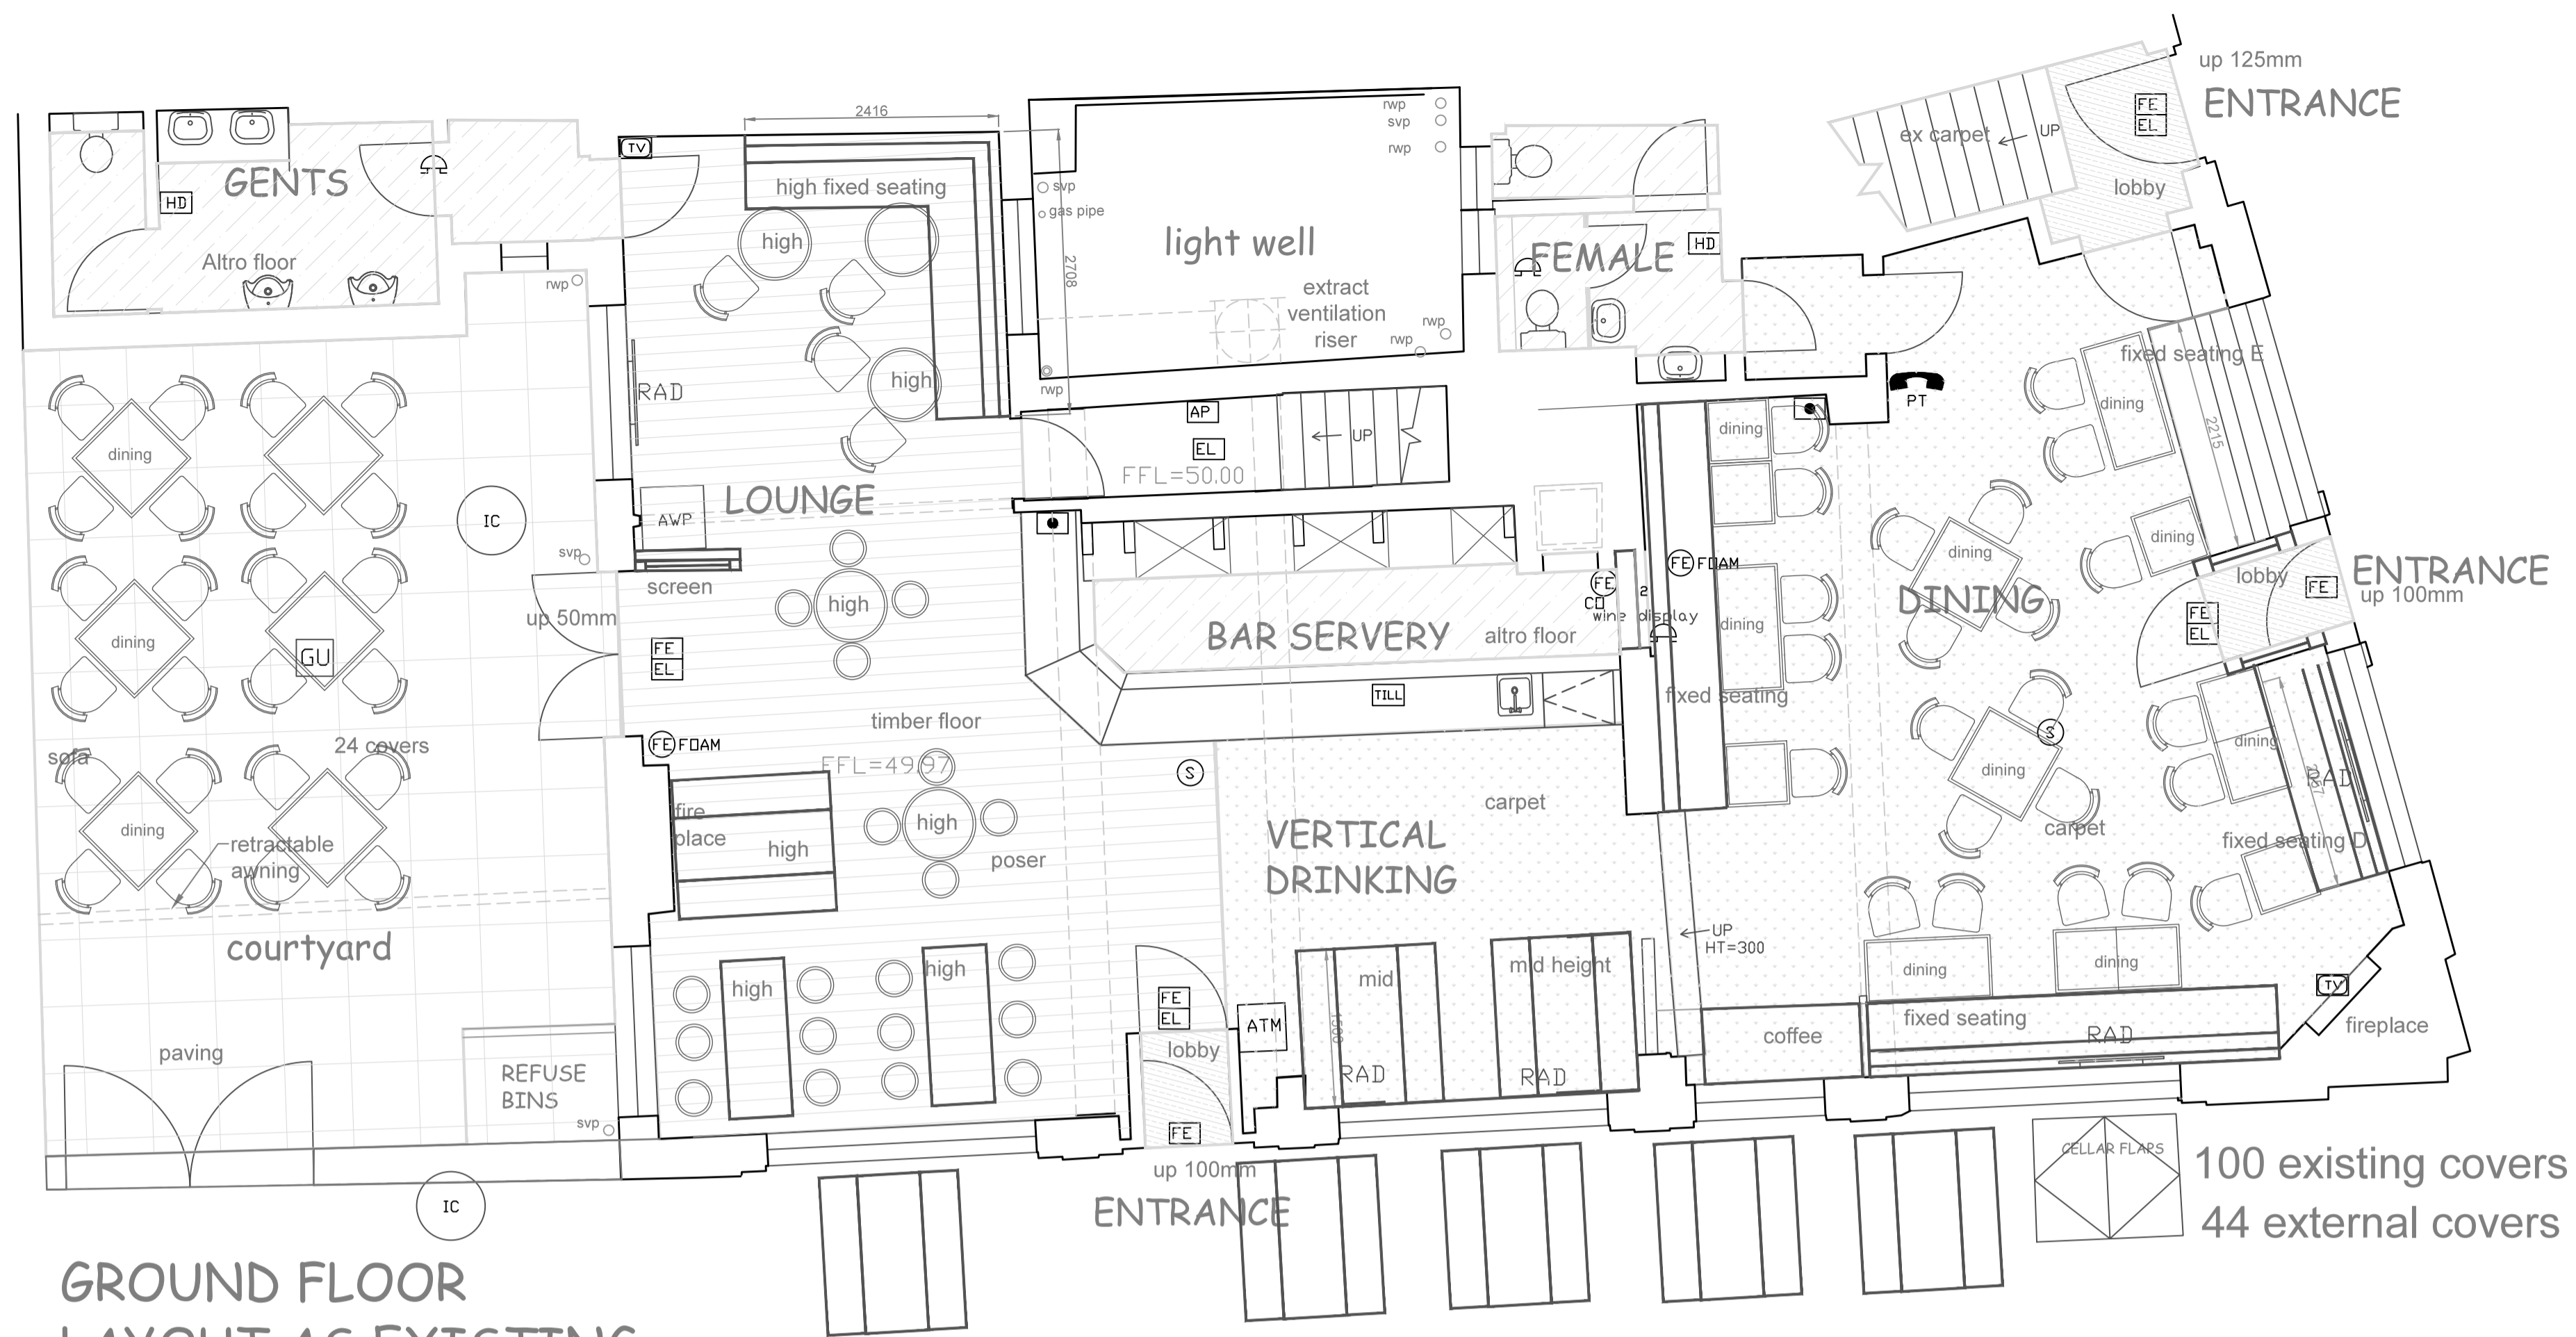 up 125mm
ENTRANCE
FE
EL
ex carpet
UP
lobby
GENTS
HD
Altro floor
rwp
TV
2416
high fixed seating
high
high
2708
svp
gas pipe
rwp
svp
rwp
light well
extract
ventilation
riser
rwp
rwp
rwp
FEMALE
HD
PT
fixed seating E
dining
2215
dining
RAD
AWP
LOUNGE
screen
AP
EL
UP
FFL=50.00
dining
dining
IC
svp
up 50mm
GU
sofa
24 covers
dining
retractable
awning
courtyard
paving
REFUSE
BINS
svp
IC
FE
EL
FE FOAM
timber floor
FFL=49.97
high
fire
place
high
high
poser
high
high
BAR SERVERY
altro floor
TILL
FE
CO 2
wine display
FE FOAM
fixed seating
dining
dining
DINING
dining
S
carpet
lobby
FE
EL
FE
ENTRANCE
up 100mm
dining
RAD
fixed seating D
S
VERTICAL
DRINKING
carpet
UP
HT=300
mid
mid height
1500
RAD
RAD
FE
EL
lobby
ATM
FE
up 100mm
ENTRANCE
coffee
dining
dining
fixed seating
RAD
TV
fireplace
CELLAR FLAPS
100 existing covers
44 external covers
GROUND FLOOR
LAYOUT AS EXISTING